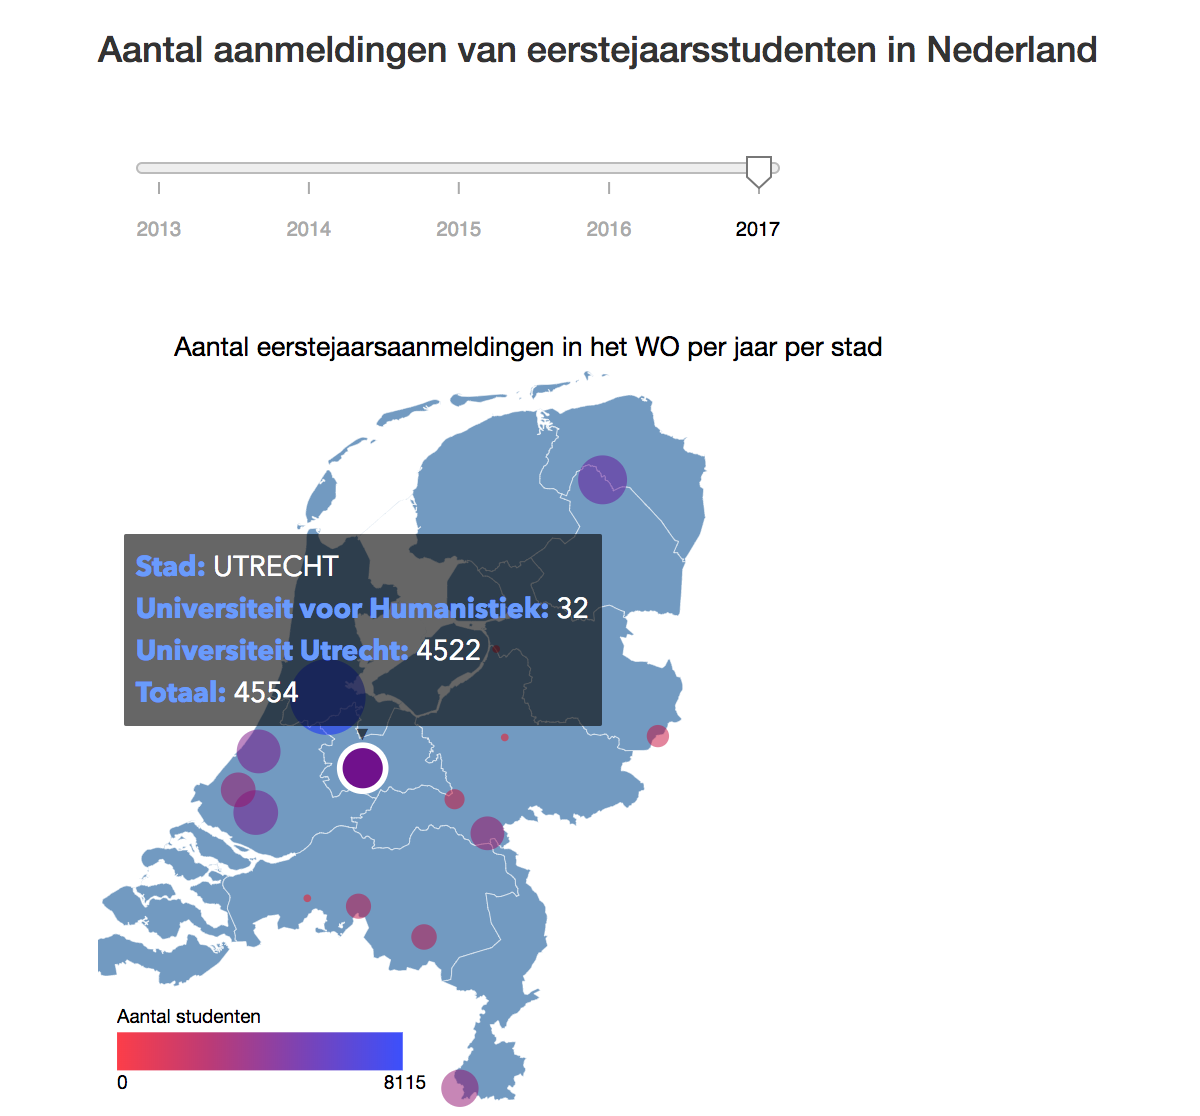 Aantal aanmeldingen van eerstejaarsstudenten in Nederland
2013 2014 2015 2016 2017
Aantal eerstejaarsaanmeldingen in het WO per jaar per stad
Stad: UTRECHT
Universiteit voor Humanistiek: 32
Universiteit Utrecht: 4522
Totaal: 4554
Aantal studenten
0 8115